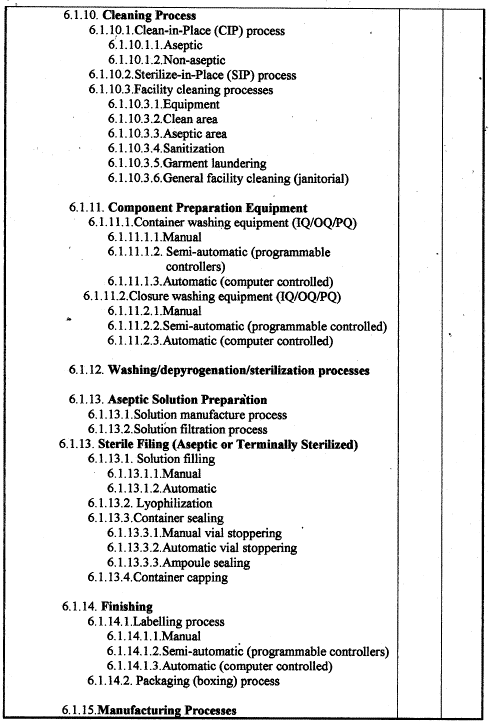 6.1.10. Cleaning Process
6.1.10.1.Clean-in-Place (CIP) process
6.1.10.1.1.Aseptic
6.1.10.1.2.Non-aseptic
6.1.10.2.Sterilize-in-Place (SIP) process
6.1.10.3.Facility cleaning processes
6.1.10.3.1.Equipment
6.1.10.3.2.Clean area
6.1.10.3.3.Aseptic area
6.1.10.3.4.Sanitization
6.1.10.3.5.Garment laundering
6.1.10.3.6.General facility cleaning (janitorial)
6.1.11. Component Preparation Equipment
6.1.11.1.Container washing equipment (IQ/OQ/PQ)
6.1.11.1.1.Manual
6.1.11.1.2. Semi-automatic (programmable
controllers)
6.1.11.1.3.Automatic (computer controlled)
6.1.11.2.Closure washing equipment (IQ/OQ/PQ)
6.1.11.2.1.Manual
6.1.11.2.2.Semi-automatic (programmable controlled)
6.1.11.2.3.Automatic (computer controlled)
6.1.12. Washing/depyrogenation/sterilization processes
6.1.13. Aseptic Solution Preparation
6.1.13.1.Solution manufacture process
6.1.13.2.Solution filtration process
6.1.13. Sterile Filing (Aseptic or Terminally Sterilized)
6.1.13.1. Solution filling
6.1.13.1.1.Manual
6.1.13.1.2.Automatic
6.1.13.2. Lyophilization
6.1.13.3.Container sealing
6.1.13.3.1.Manual vial stoppering
6.1.13.3.2.Automatic vial stoppering
6.1.13.3.3.Ampoule sealing
6.1.13.4.Container capping
6.1.14. Finishing
6.1.14.1.Labelling process
6.1.14.1.1.Manual
6.1.14.1.2.Semi-automatic (programmable controllers)
6.1.14.1.3.Automatic (computer controlled)
6.1.14.2. Packaging (boxing) process
6.1.15.Manufacturing Processes